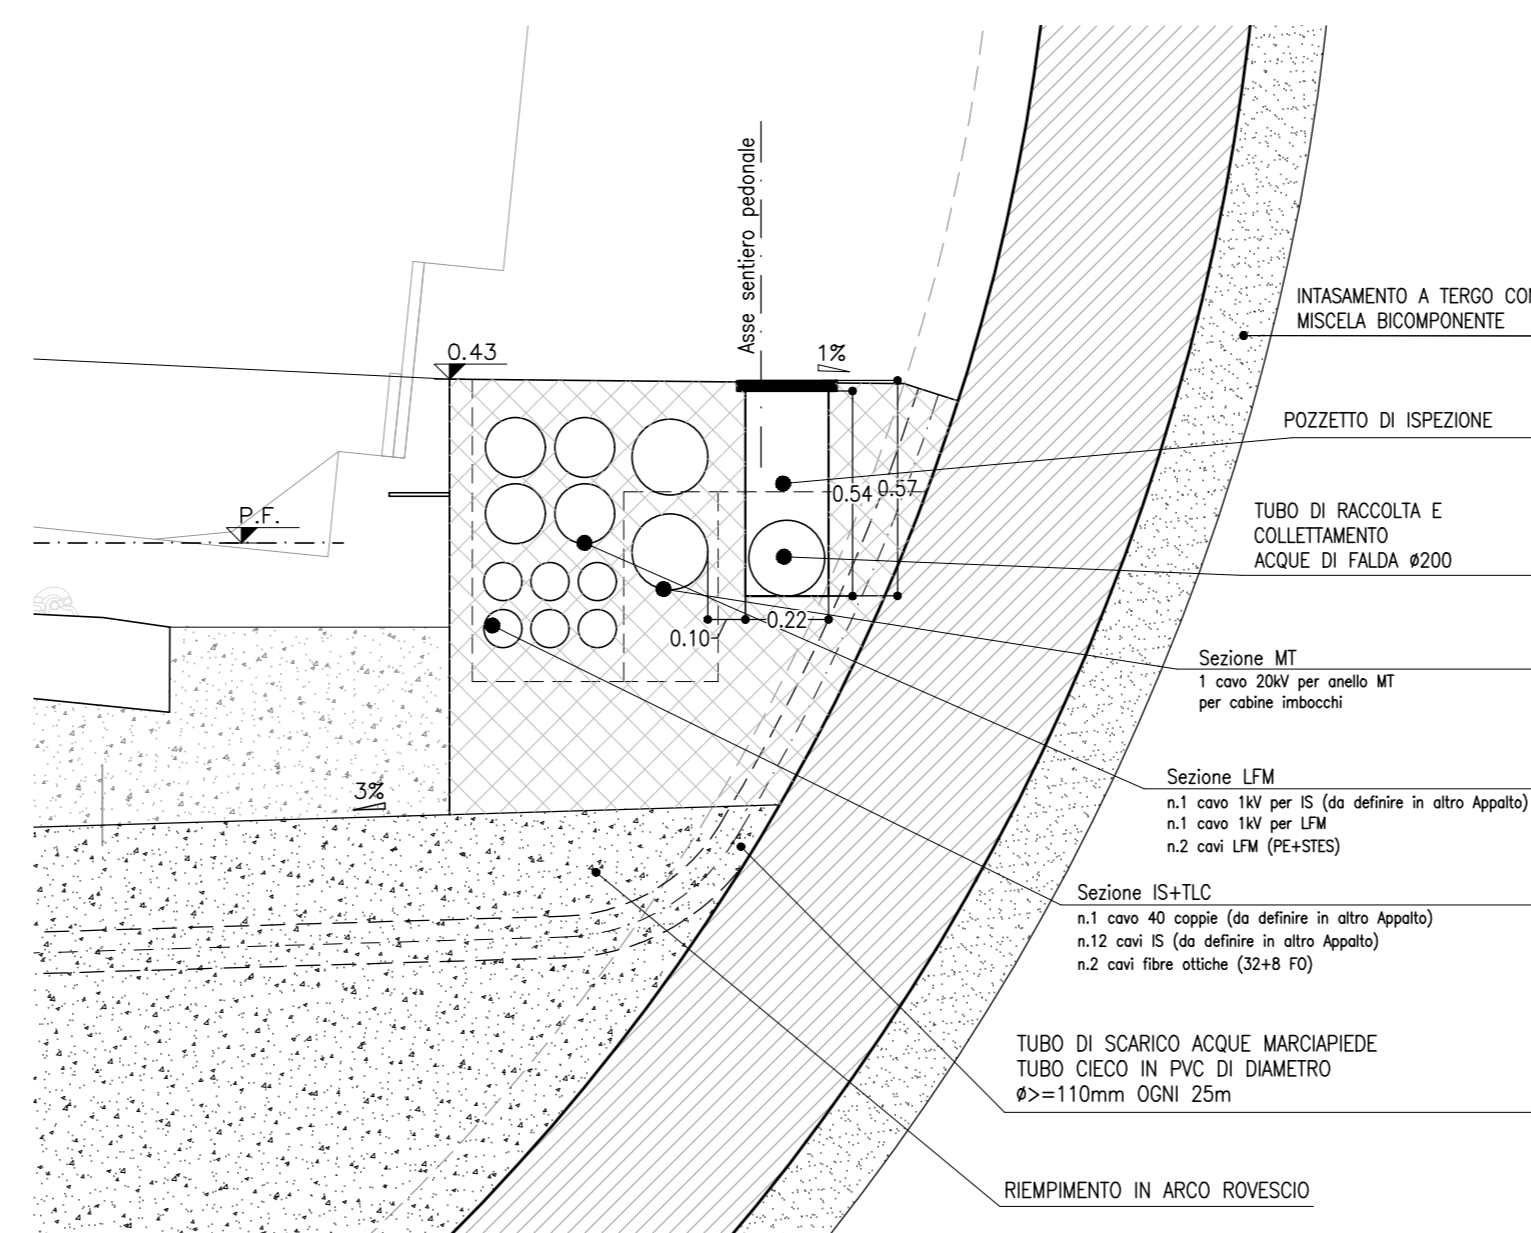 Asse sentiero pedonale
0.43
1%
P.F.
0.54
0.57
0.22
0.10
3%
INTASAMENTO A TERGO CON
MISCELA BICOMPONENTE
POZZETTO DI ISPEZIONE
TUBO DI RACCOLTA E
COLLETTAMENTO
ACQUE DI FALDA ø200
Sezione MT
1 cavo 20kV per anello MT
per cabine imbocchi
Sezione LFM
n.1 cavo 1kV per IS (da definire in altro Appalto)
n.1 cavo 1kV per LFM
n.2 cavi LFM (PE+STES)
Sezione IS+TLC
n.1 cavo 40 coppie (da definire in altro Appalto)
n.12 cavi IS (da definire in altro Appalto)
n.2 cavi fibre ottiche (32+8 FO)
TUBO DI SCARICO ACQUE MARCIAPIEDE
TUBO CIECO IN PVC DI DIAMETRO
ø>=110mm OGNI 25m
RIEMPIMENTO IN ARCO ROVESCIO